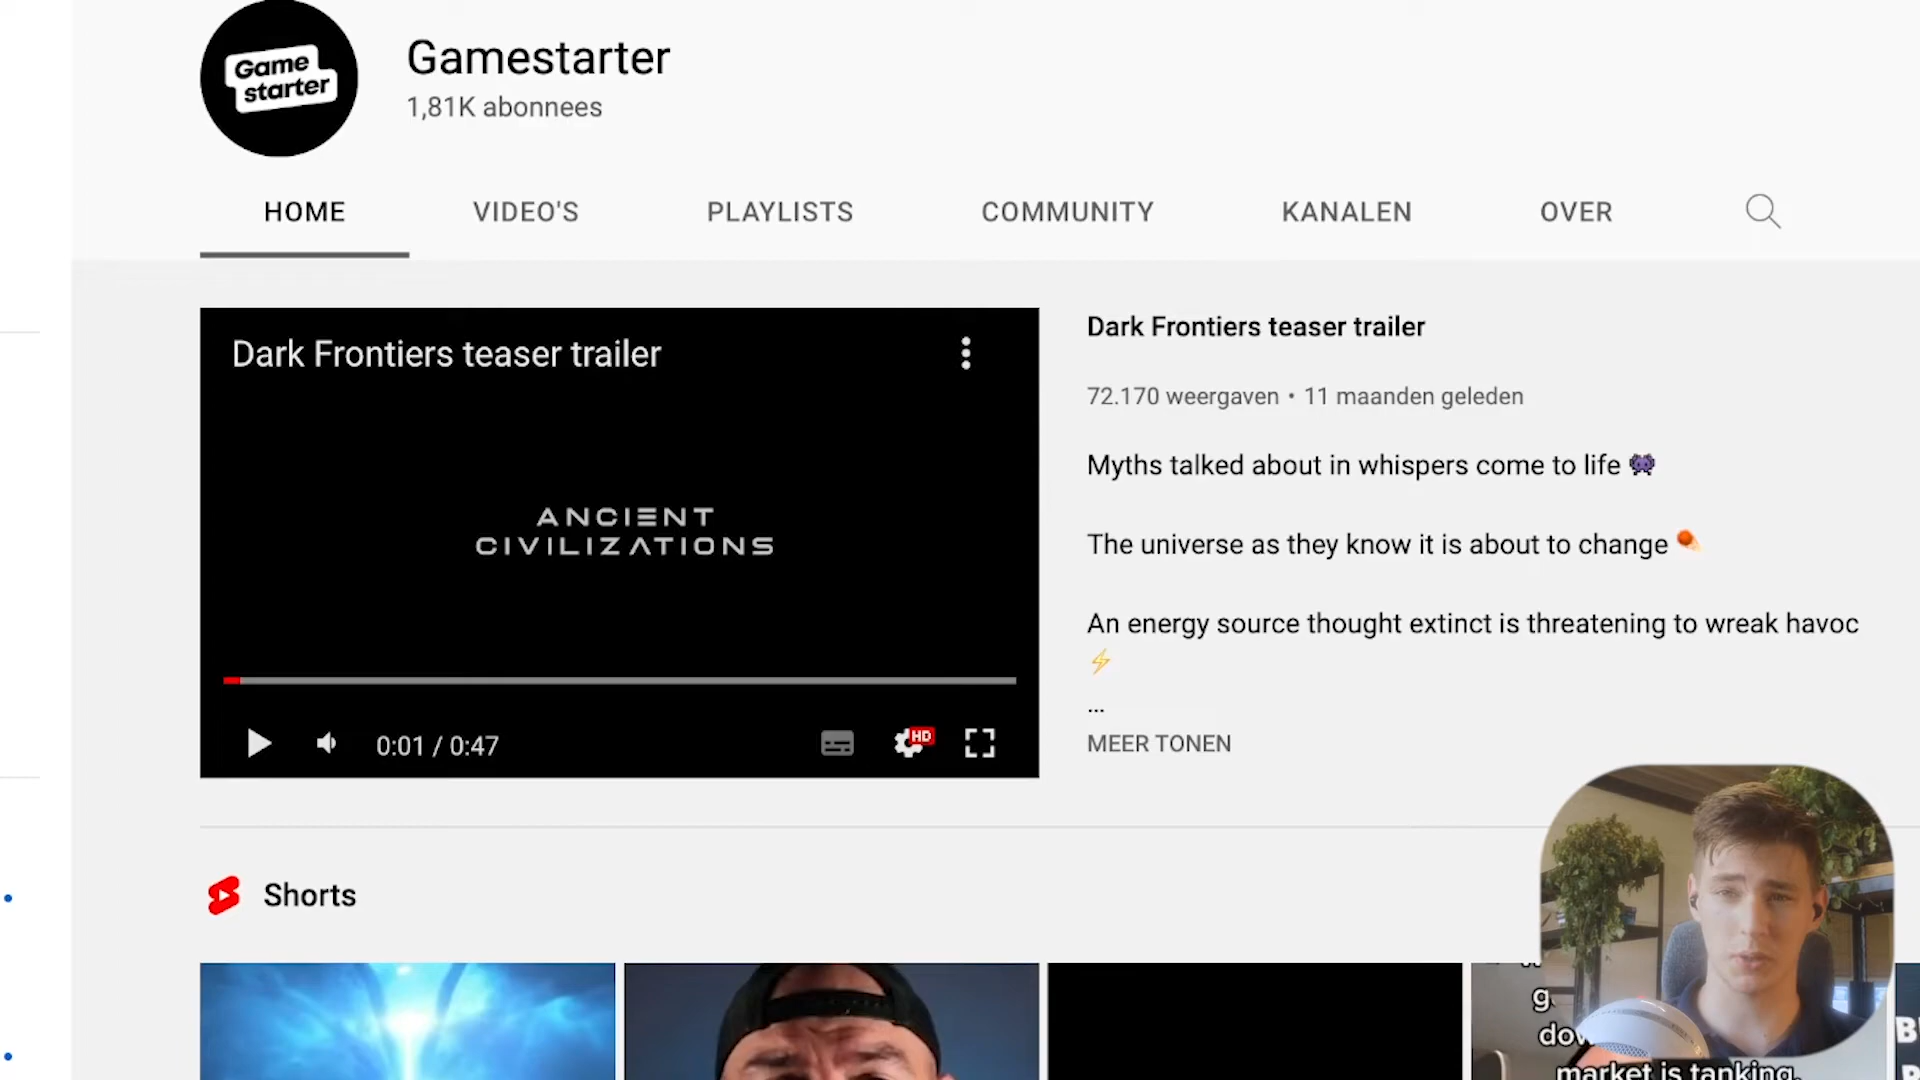 Game
starter
Gamestarter
1,81K abonnees
HOME
VIDEO'S
PLAYLISTS
COMMUNITY
KANALEN
OVER
Dark Frontiers teaser trailer
ANCIENT
CIVILIZATIONS
0:01 / 0:47
HD
Dark Frontiers teaser trailer
72.170 weergaven • 11 maanden geleden
Myths talked about in whispers come to life 👾
The universe as they know it is about to change ☄️
An energy source thought extinct is threatening to wreak havoc
⚡
...
MEER TONEN
Shorts
market is tanking.